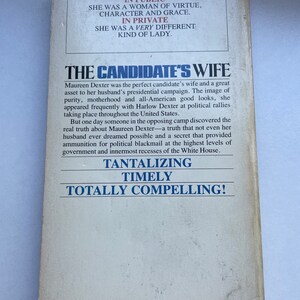 IN PUBLIC
SHE WAS A WOMAN OF VIRTUE,
CHARACTER AND GRACE.
IN PRIVATE
SHE WAS A VERY DIFFERENT
KIND OF LADY.
THE CANDIDATE'S WIFE
Maureen Dexter was the perfect candidate's wife and a great
asset to her husband's presidential campaign. The image of
purity, motherhood and all-American good looks, she
appeared frequently with Harlow Dexter at political rallies
taking place throughout the United States.
But one day someone in the opposing camp discovered the
real truth about Maureen Dexter—a truth that not even her
husband ever dreamed possible and a secret that provided
ammunition for political blackmail at the highest levels of
government and innermost recesses of the White House.
TANTALIZING
TIMELY
TOTALLY COMPELLING!